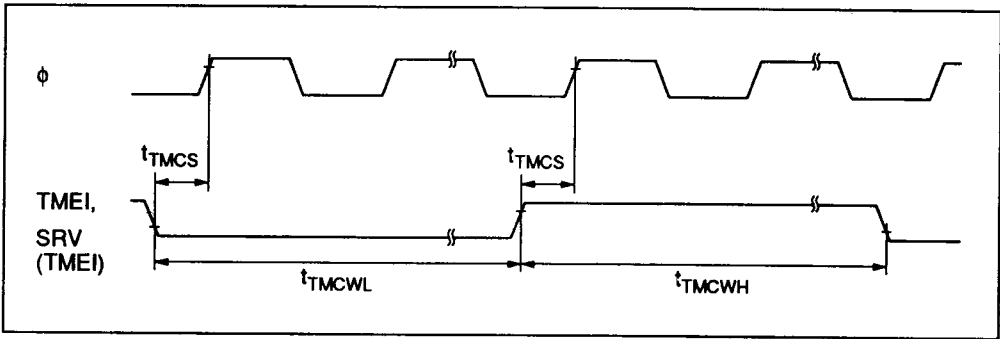 ϕ
tTMCS
tTMCS
TMEI,
SRV
(TMEI)
tTMCWL
tTMCWH